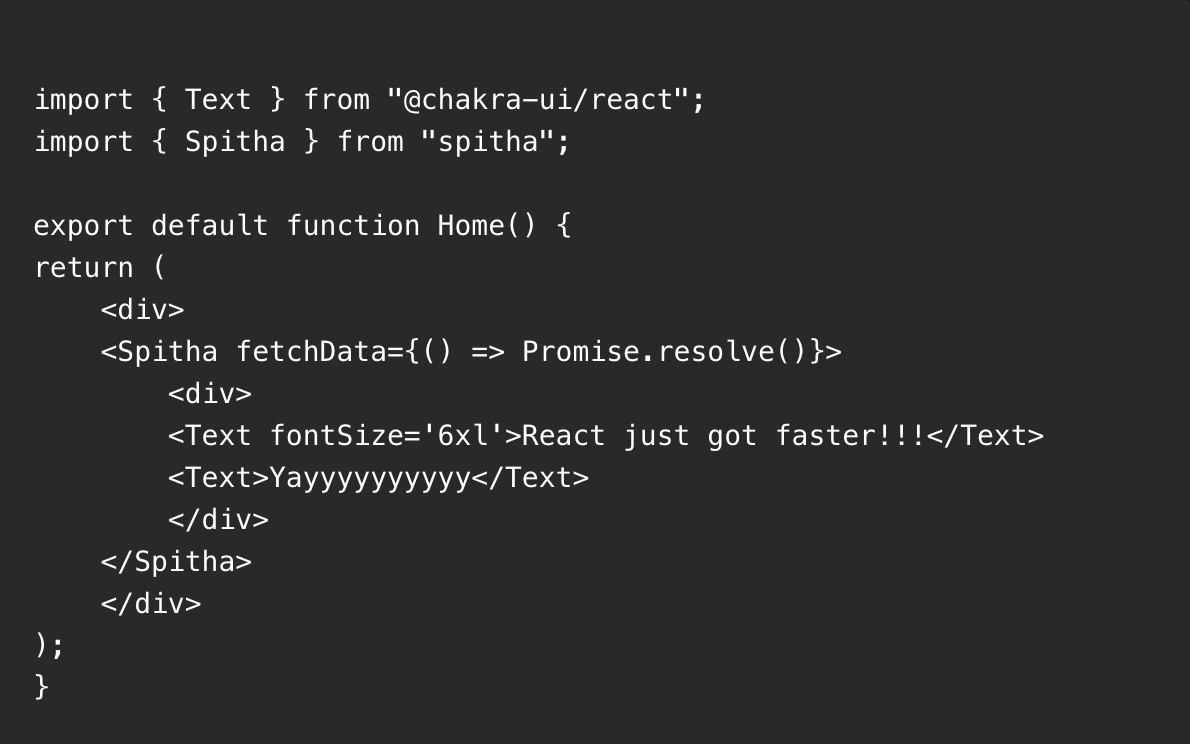 import { Text } from "@chakra-ui/react";
import { Spitha } from "spitha";

export default function Home() {
return (
    <div>
    <Spitha fetchData={() => Promise.resolve()}>
        <div>
        <Text fontSize='6xl'>React just got faster!!!</Text>
        <Text>Yayyyyyyyyyy</Text>
        </div>
    </Spitha>
    </div>
);
}